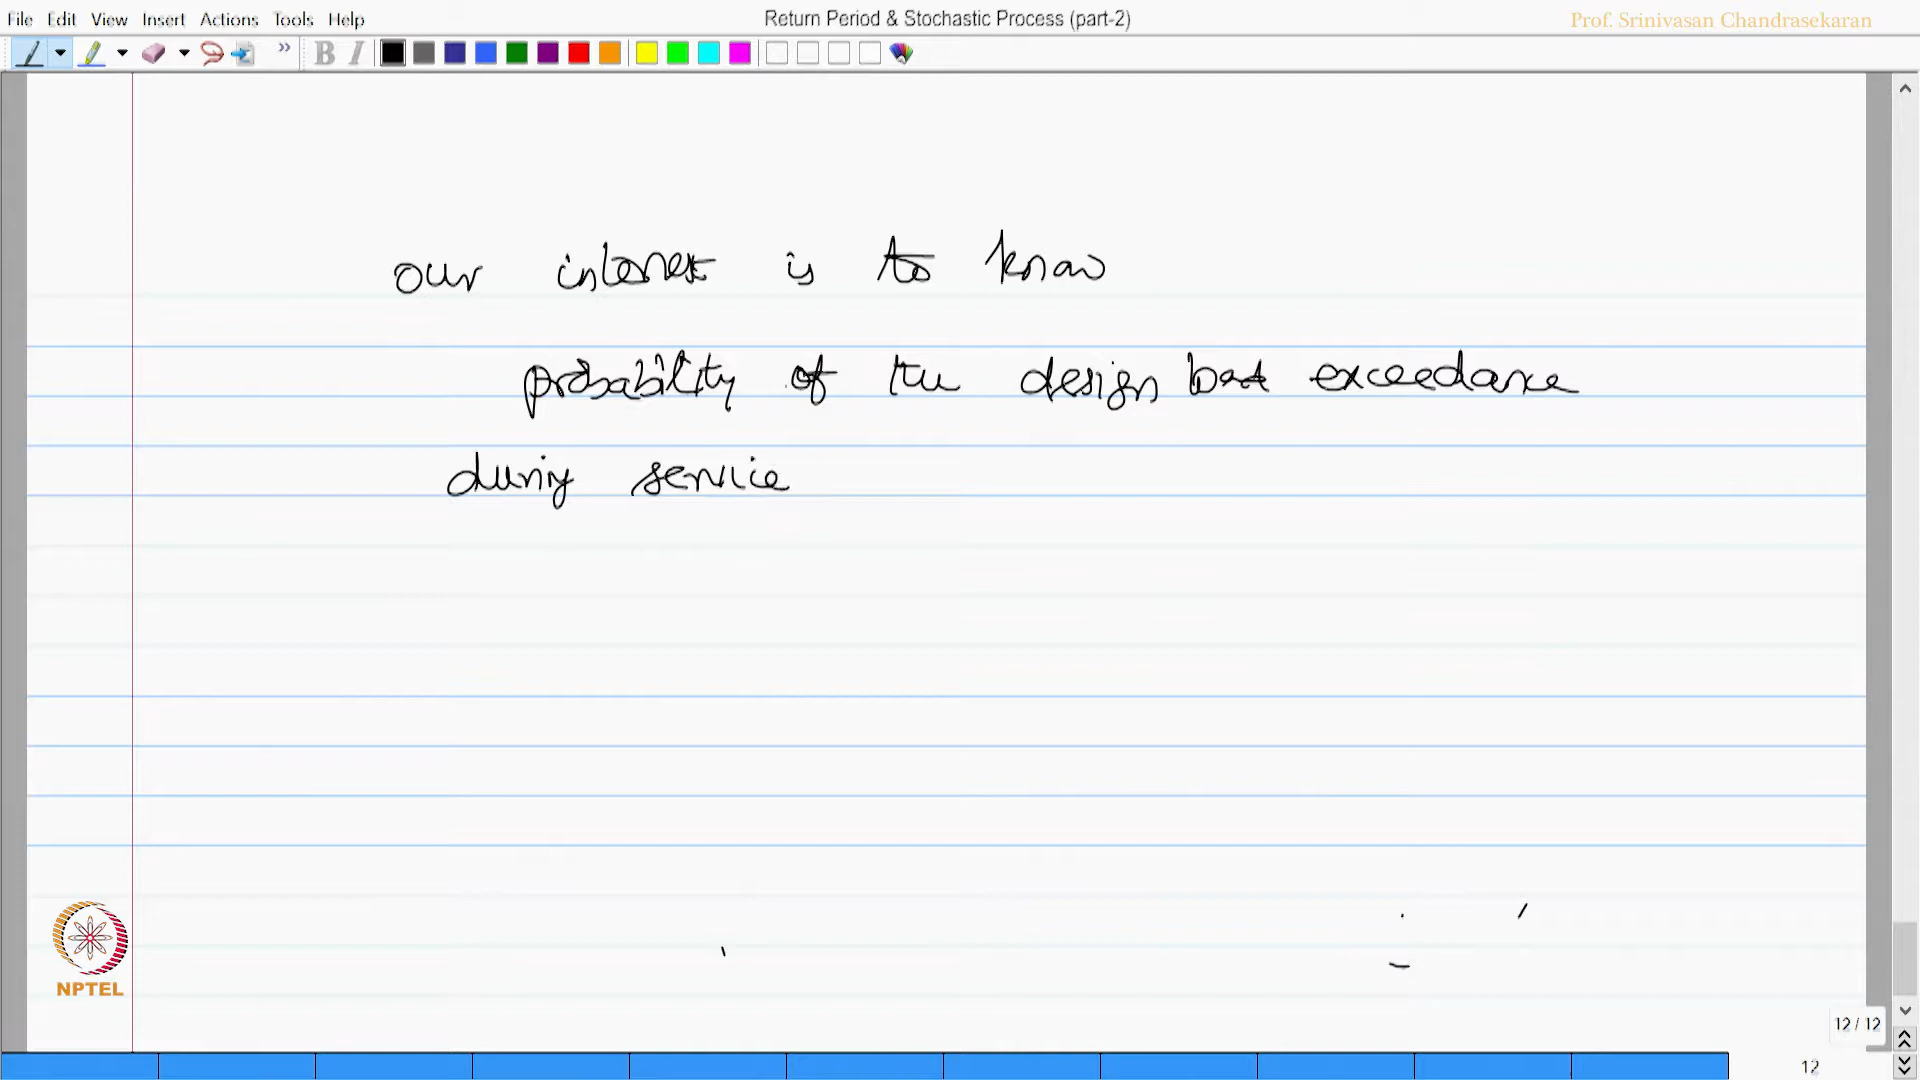 File Edit View Insert Actions Tools Help
Return Period & Stochastic Process (part-2)
Prof. Srinivasan Chandrasekaran
B I
our interest is to know
probability of the design exceedance
during service
NPTEL
12 / 12
12